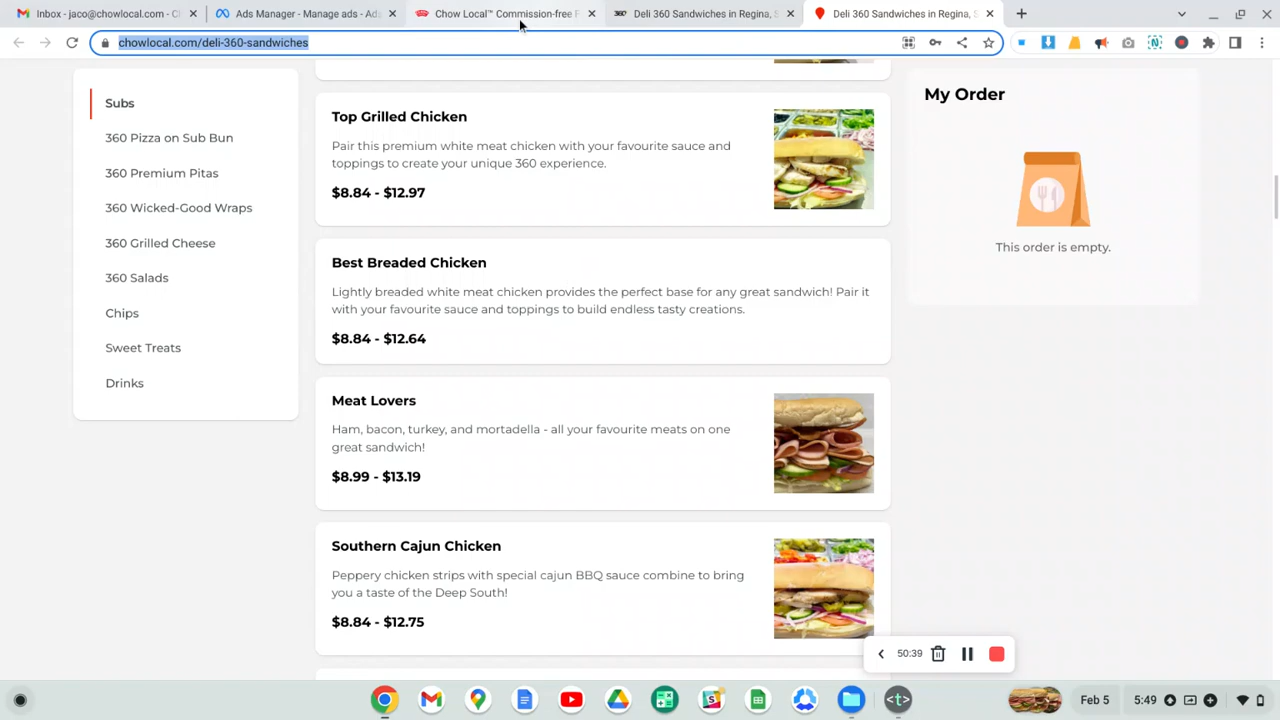 Inbox - jaco@chowlocal.com - C
Ads Manager - Manage ads - Ad
Chow Local™ Commission-free F
Deli 360 Sandwiches in Regina, S
Deli 360 Sandwiches in Regina, S
chowlocal.com/deli-360-sandwiches
Subs
360 Pizza on Sub Bun
360 Premium Pitas
360 Wicked-Good Wraps
360 Grilled Cheese
360 Salads
Chips
Sweet Treats
Drinks
Top Grilled Chicken
Pair this premium white meat chicken with your favourite sauce and
toppings to create your unique 360 experience.
$8.84 - $12.97
Best Breaded Chicken
Lightly breaded white meat chicken provides the perfect base for any great sandwich! Pair it
with your favourite sauce and toppings to build endless tasty creations.
$8.84 - $12.64
Meat Lovers
Ham, bacon, turkey, and mortadella - all your favourite meats on one
great sandwich!
$8.99 - $13.19
Southern Cajun Chicken
Peppery chicken strips with special cajun BBQ sauce combine to bring
you a taste of the Deep South!
$8.84 - $12.75
My Order
This order is empty.
50:39
Feb 5
5:49